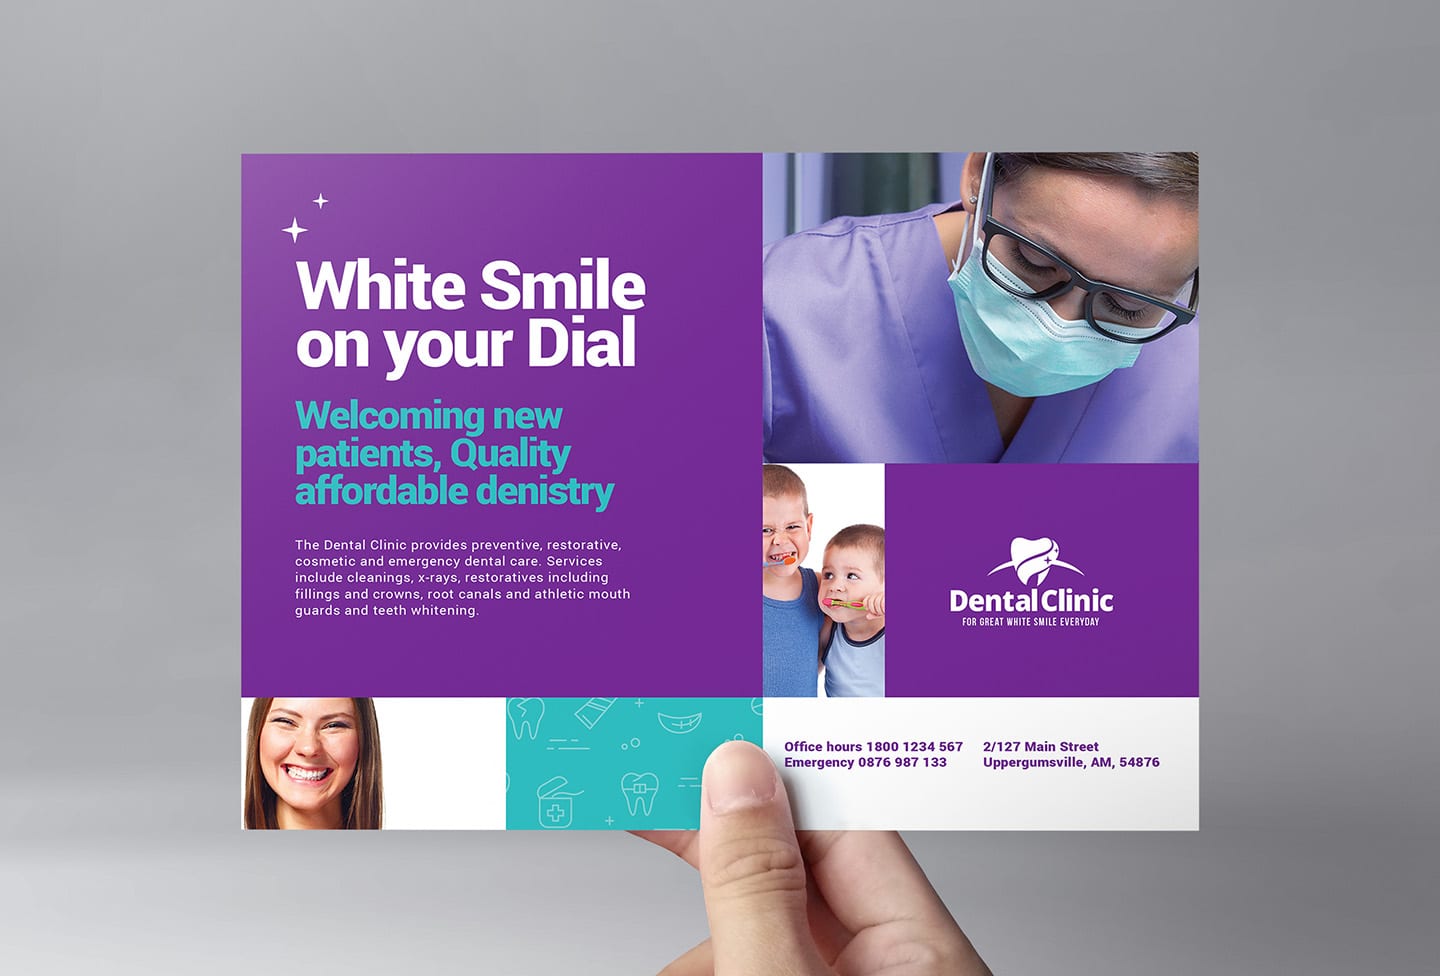 White Smile
on your Dial
Welcoming new
patients, Quality
affordable denistry
The Dental Clinic provides preventive, restorative,
cosmetic and emergency dental care. Services
include cleanings, x-rays, restoratives including
fillings and crowns, root canals and athletic mouth
guards and teeth whitening.
Dental Clinic
FOR GREAT WHITE SMILE EVERYDAY
Office hours 1800 1234 567
Emergency 0876 987 133
2/127 Main Street
Uppergumsville, AM, 54876